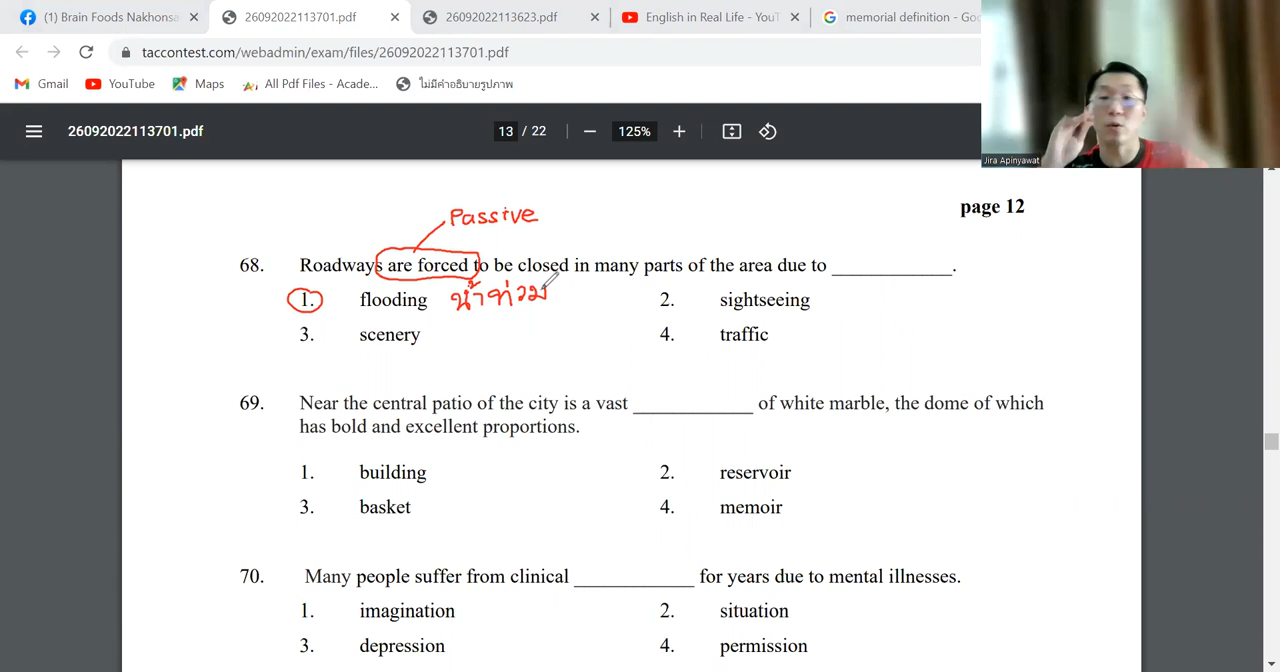 (1) Brain Foods Nakhonsa
26092022113701.pdf
26092022113623.pdf
English in Real Life - YouT
memorial definition - Goo
taccontest.com/webadmin/exam/files/26092022113701.pdf
Gmail
YouTube
Maps
All Pdf Files - Acade...
ไม่มีคำอธิบายรูปภาพ
26092022113701.pdf
13 / 22
125%
Jira Apinyawat
page 12
Passive
68. Roadways are forced to be closed in many parts of the area due to ____________.
1. flooding น้ำท่วม 2. sightseeing
3. scenery 4. traffic
69. Near the central patio of the city is a vast ____________ of white marble, the dome of which
has bold and excellent proportions.
1. building 2. reservoir
3. basket 4. memoir
70. Many people suffer from clinical ____________ for years due to mental illnesses.
1. imagination 2. situation
3. depression 4. permission